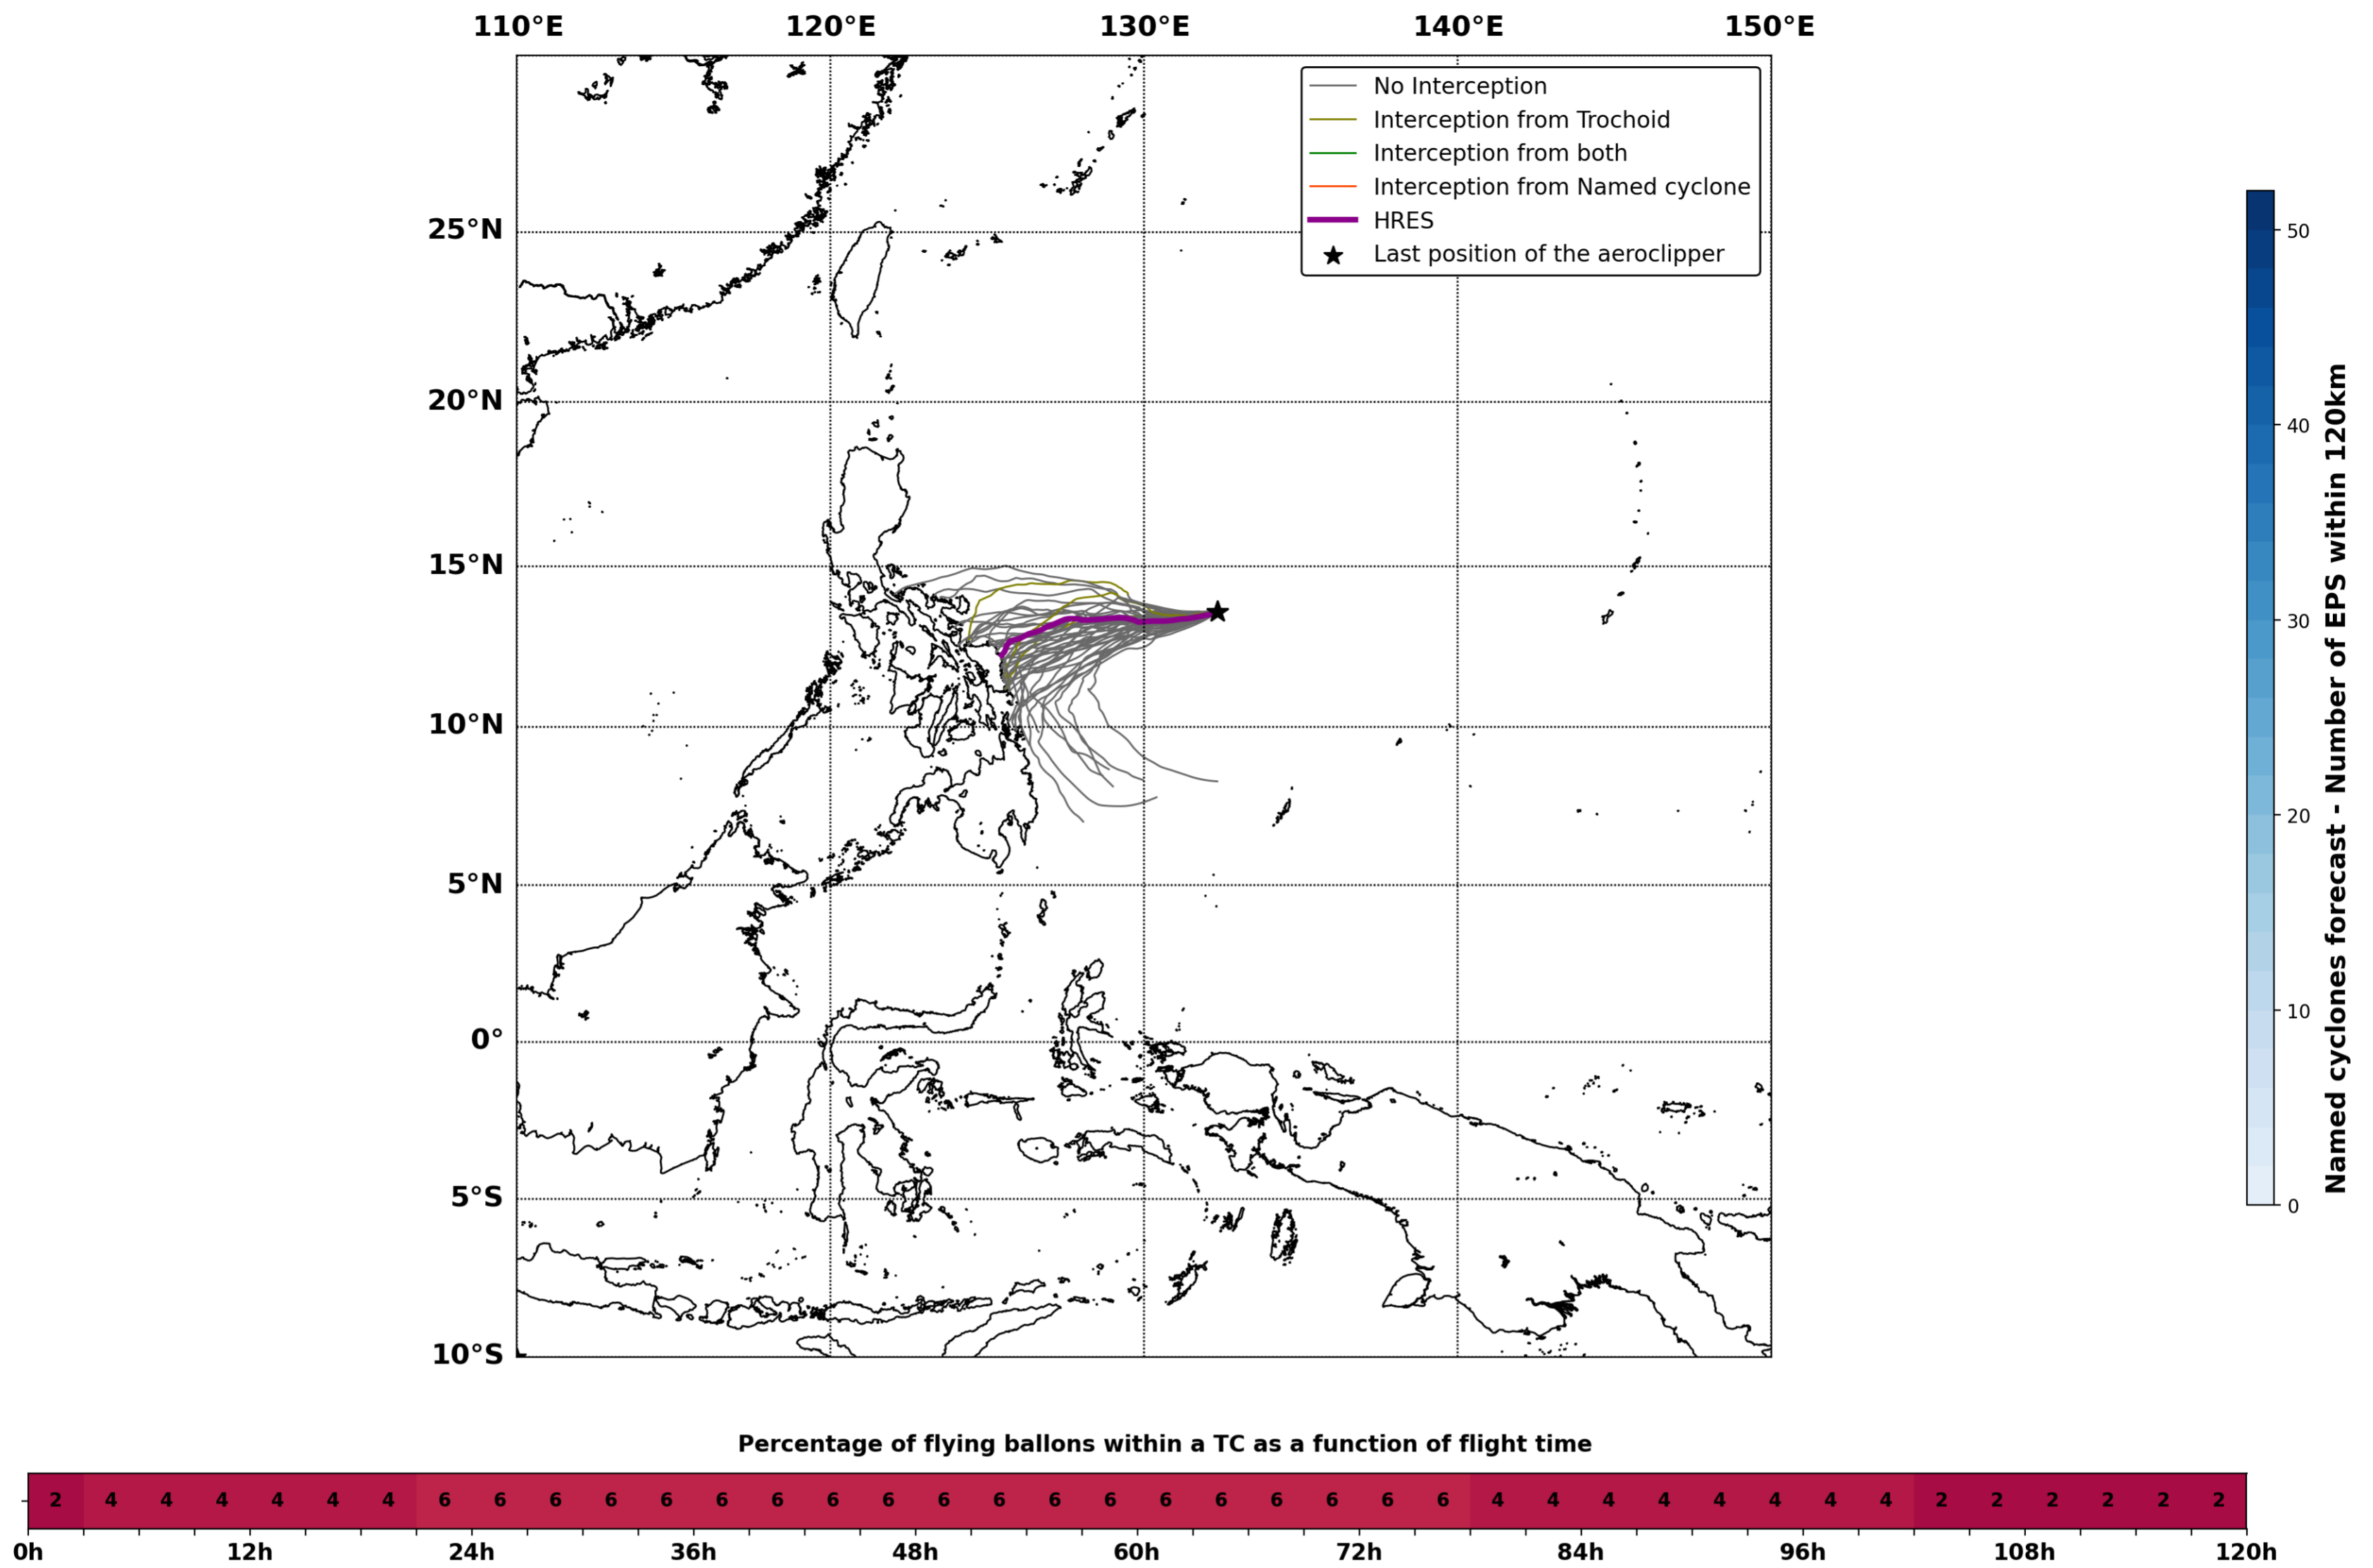 110°E 120°E 130°E 140°E 150°E
No Interception
Interception from Trochoid
Interception from both
Interception from Named cyclone
HRES
Last position of the aeroclipper
25°N
20°N
15°N
10°N
5°N
0°
5°S
10°S
50
40
30
20
10
0
Named cyclones forecast - Number of EPS within 120km
Percentage of flying ballons within a TC as a function of flight time
2 4 4 4 4 4 4 6 6 6 6 6 6 6 6 6 6 6 6 6 6 6 6 6 6 6 4 4 4 4 4 4 4 4 2 2 2 2 2 2
0h 12h 24h 36h 48h 60h 72h 84h 96h 108h 120h